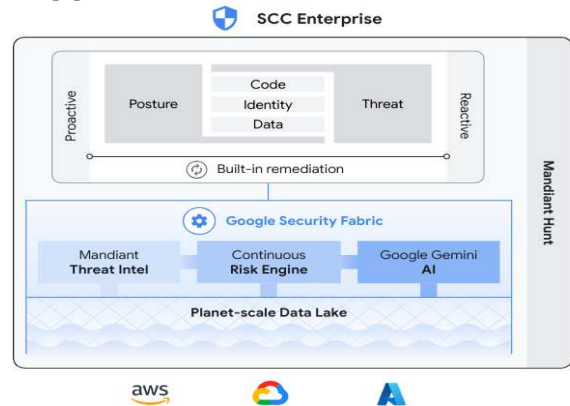 SCC Enterprise
Proactive
Posture
Code
Identity
Data
Threat
Reactive
Built-in remediation
Mandiant Hunt
Google Security Fabric
Mandiant
Threat Intel
Continuous
Risk Engine
Google Gemini
AI
Planet-scale Data Lake
aws